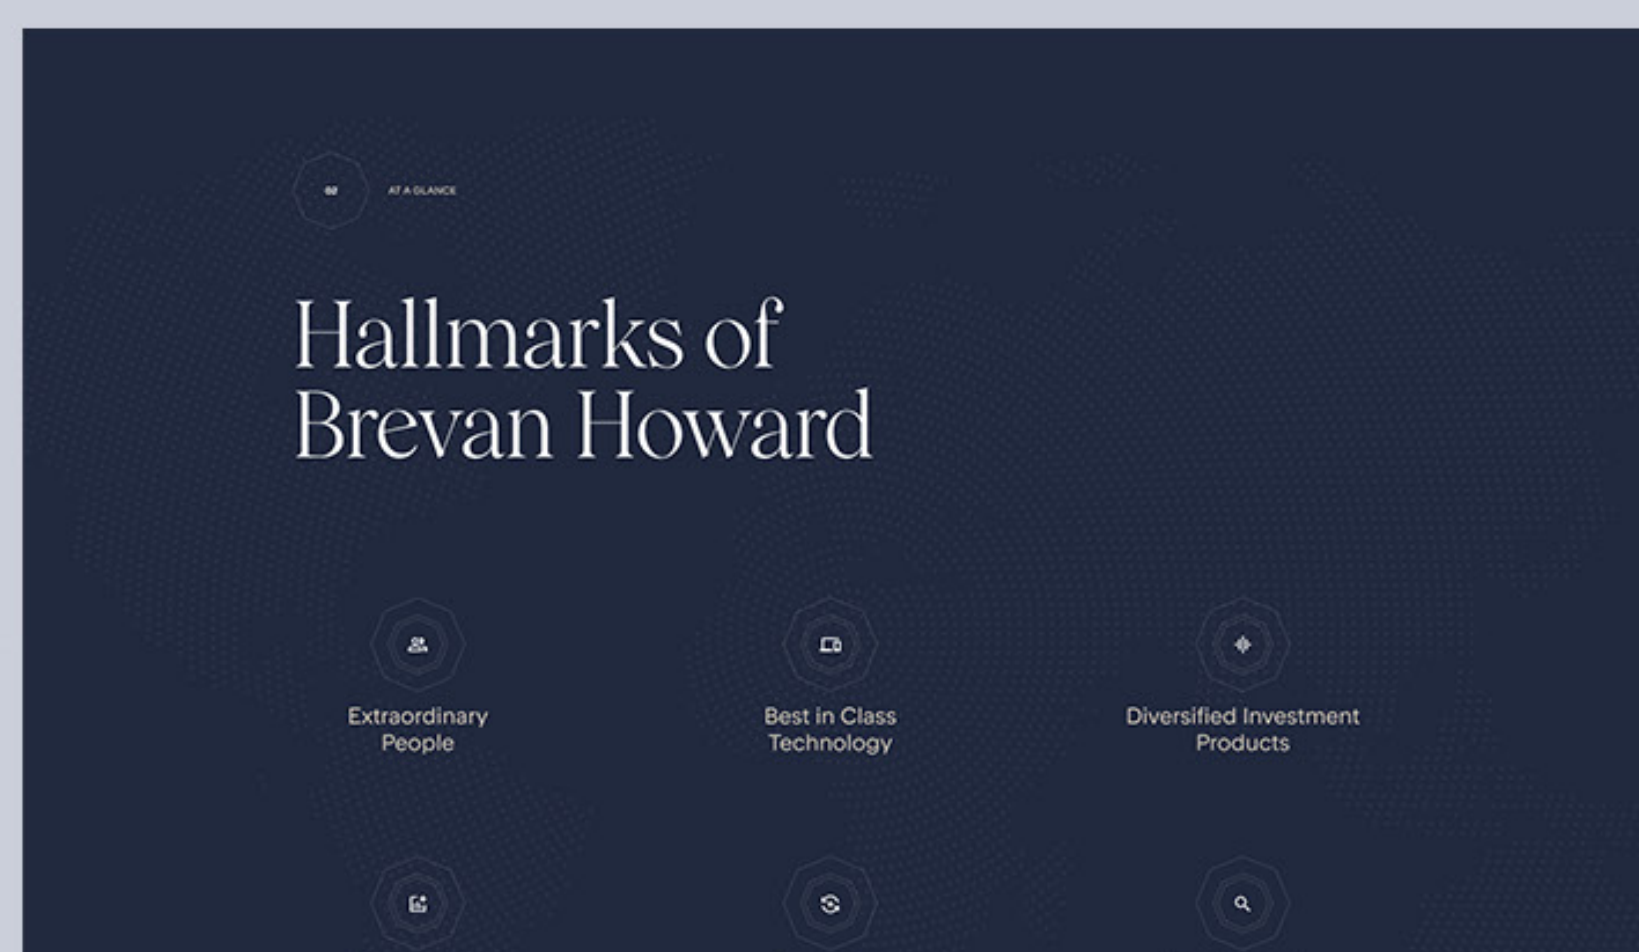 02
AT A GLANCE
Hallmarks of
Brevan Howard
Extraordinary
People
Best in Class
Technology
Diversified Investment
Products